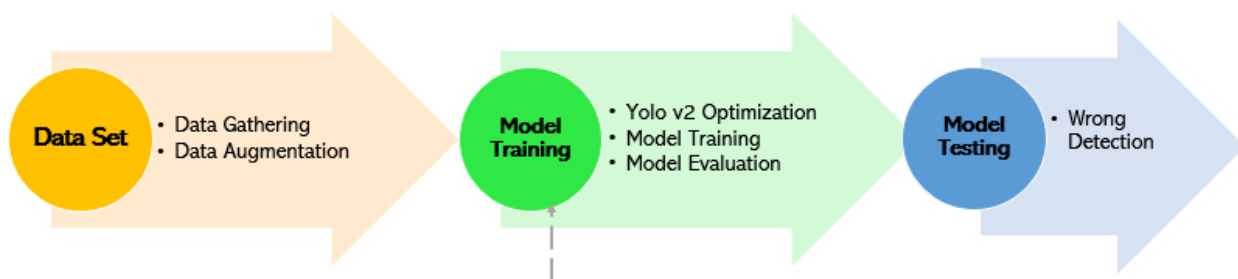 Data Set
• Data Gathering
• Data Augmentation
Model
Training
• Yolo v2 Optimization
• Model Training
• Model Evaluation
Model
Testing
• Wrong
Detection